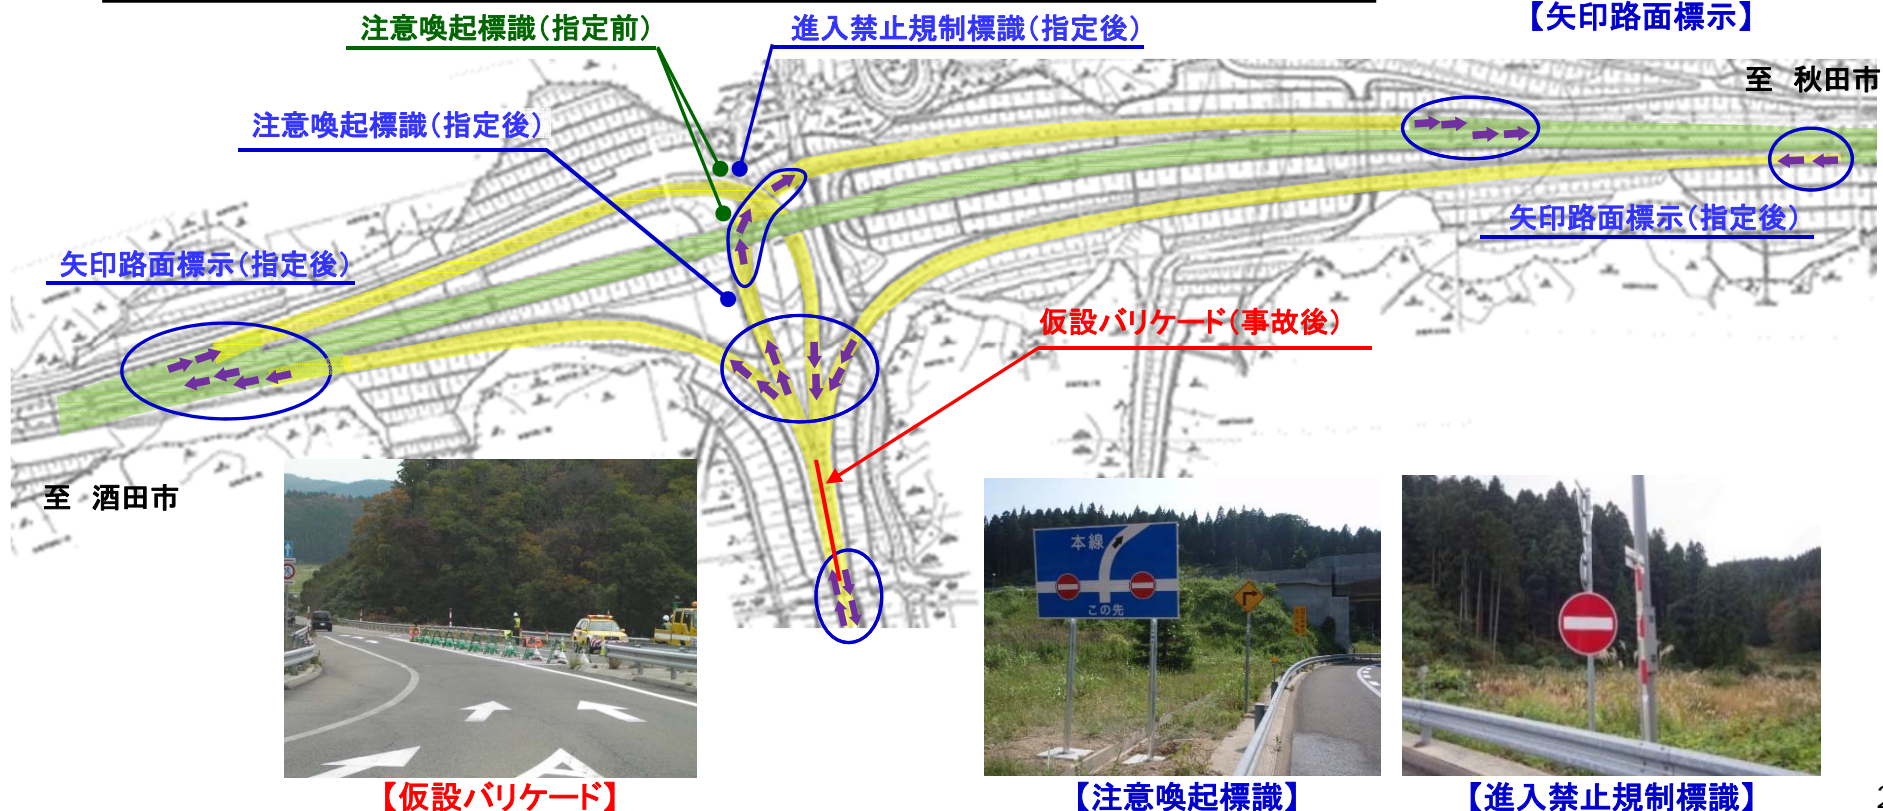 【矢印路面標示】
注意喚起標識（指定前）
進入禁止規制標識（指定後）
至　秋田市
注意喚起標識（指定後）
矢印路面標示（指定後）
矢印路面標示（指定後）
仮設バリケード（事故後）
至　酒田市
本線
この先
【仮設バリケード】
【注意喚起標識】
【進入禁止規制標識】